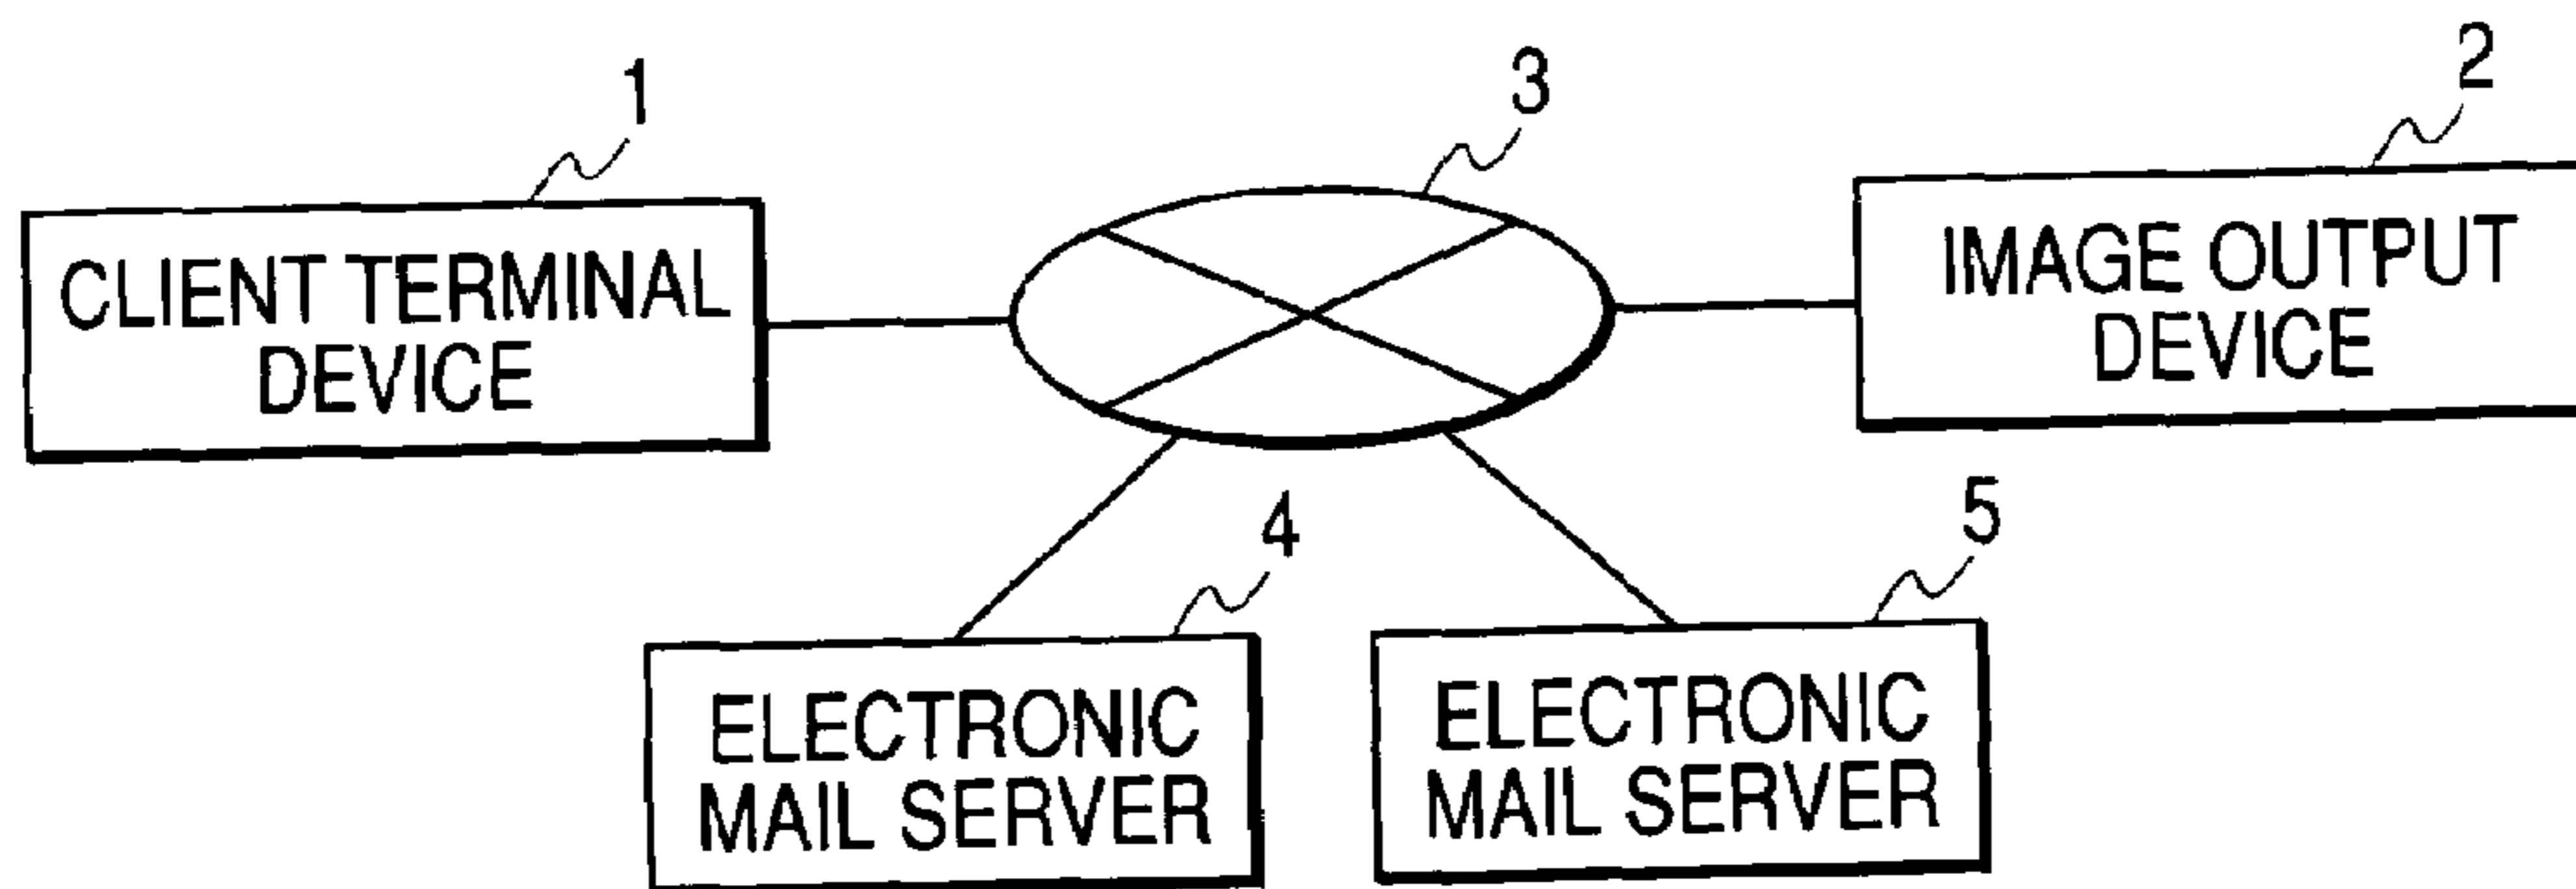 1
3
2
CLIENT TERMINAL
DEVICE
IMAGE OUTPUT
DEVICE
4
5
ELECTRONIC
MAIL SERVER
ELECTRONIC
MAIL SERVER